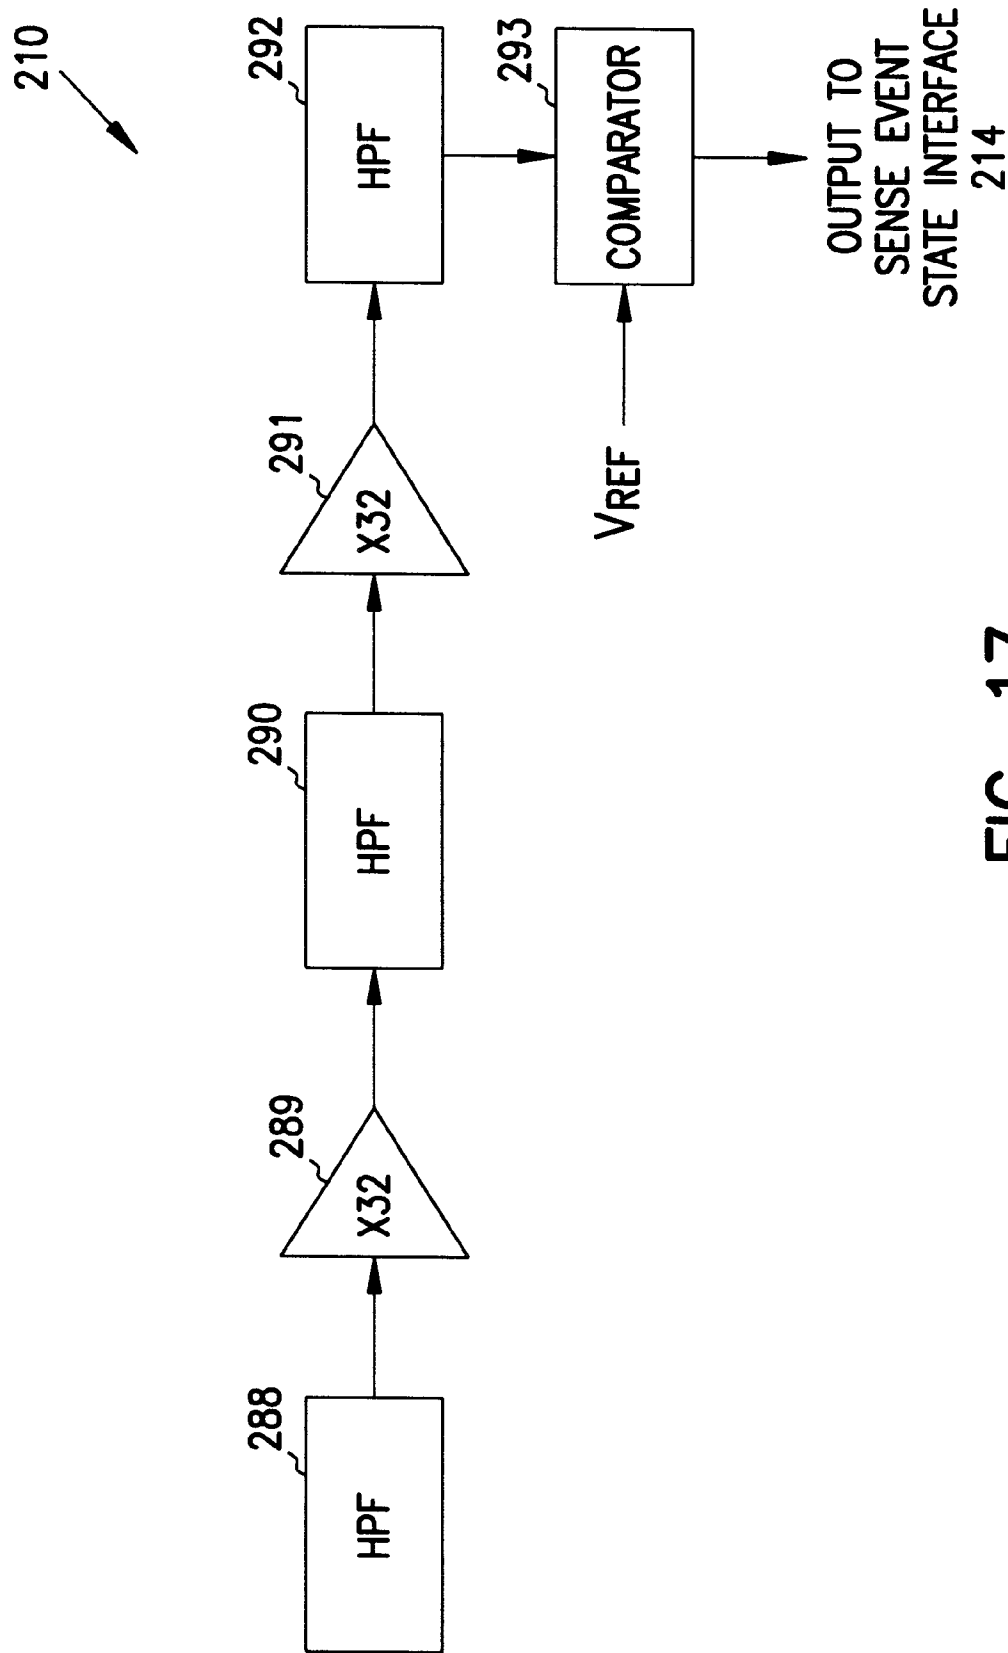 210
288
HPF
289
X32
290
HPF
291
X32
292
HPF
293
COMPARATOR
VREF
OUTPUT TO
SENSE EVENT
STATE INTERFACE
214
FIG. 17